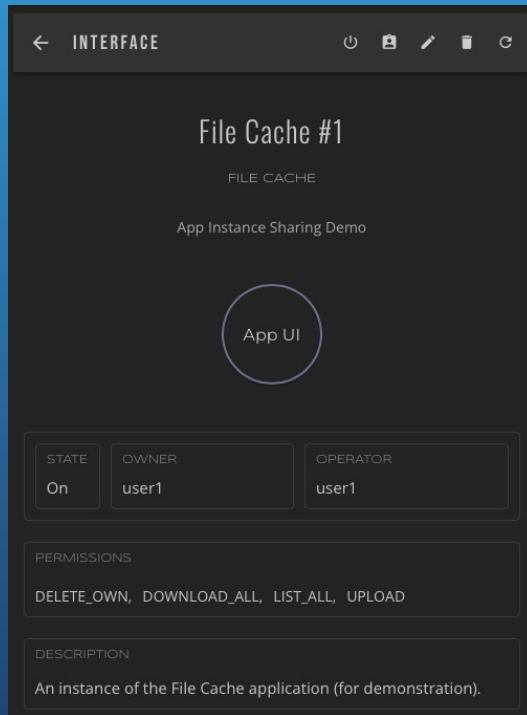 INTERFACE
File Cache #1
FILE CACHE
App Instance Sharing Demo
App UI
STATE OWNER OPERATOR
On user1 user1
PERMISSIONS
DELETE_OWN, DOWNLOAD_ALL, LIST_ALL, UPLOAD
DESCRIPTION
An instance of the File Cache application (for demonstration).